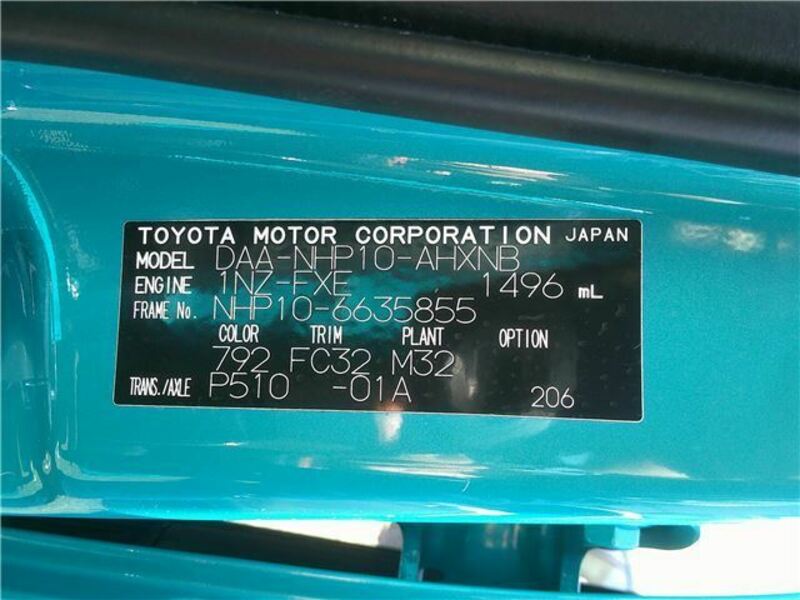 TOYOTA MOTOR CORPORATION JAPAN
MODEL DAA-NHP10-AHXNB
ENGINE 1NZ-FXE 1496 mL
FRAME No. NHP10-6635855
COLOR TRIM PLANT OPTION
792 FC32 M32
TRANS./AXLE P510 -01A 206